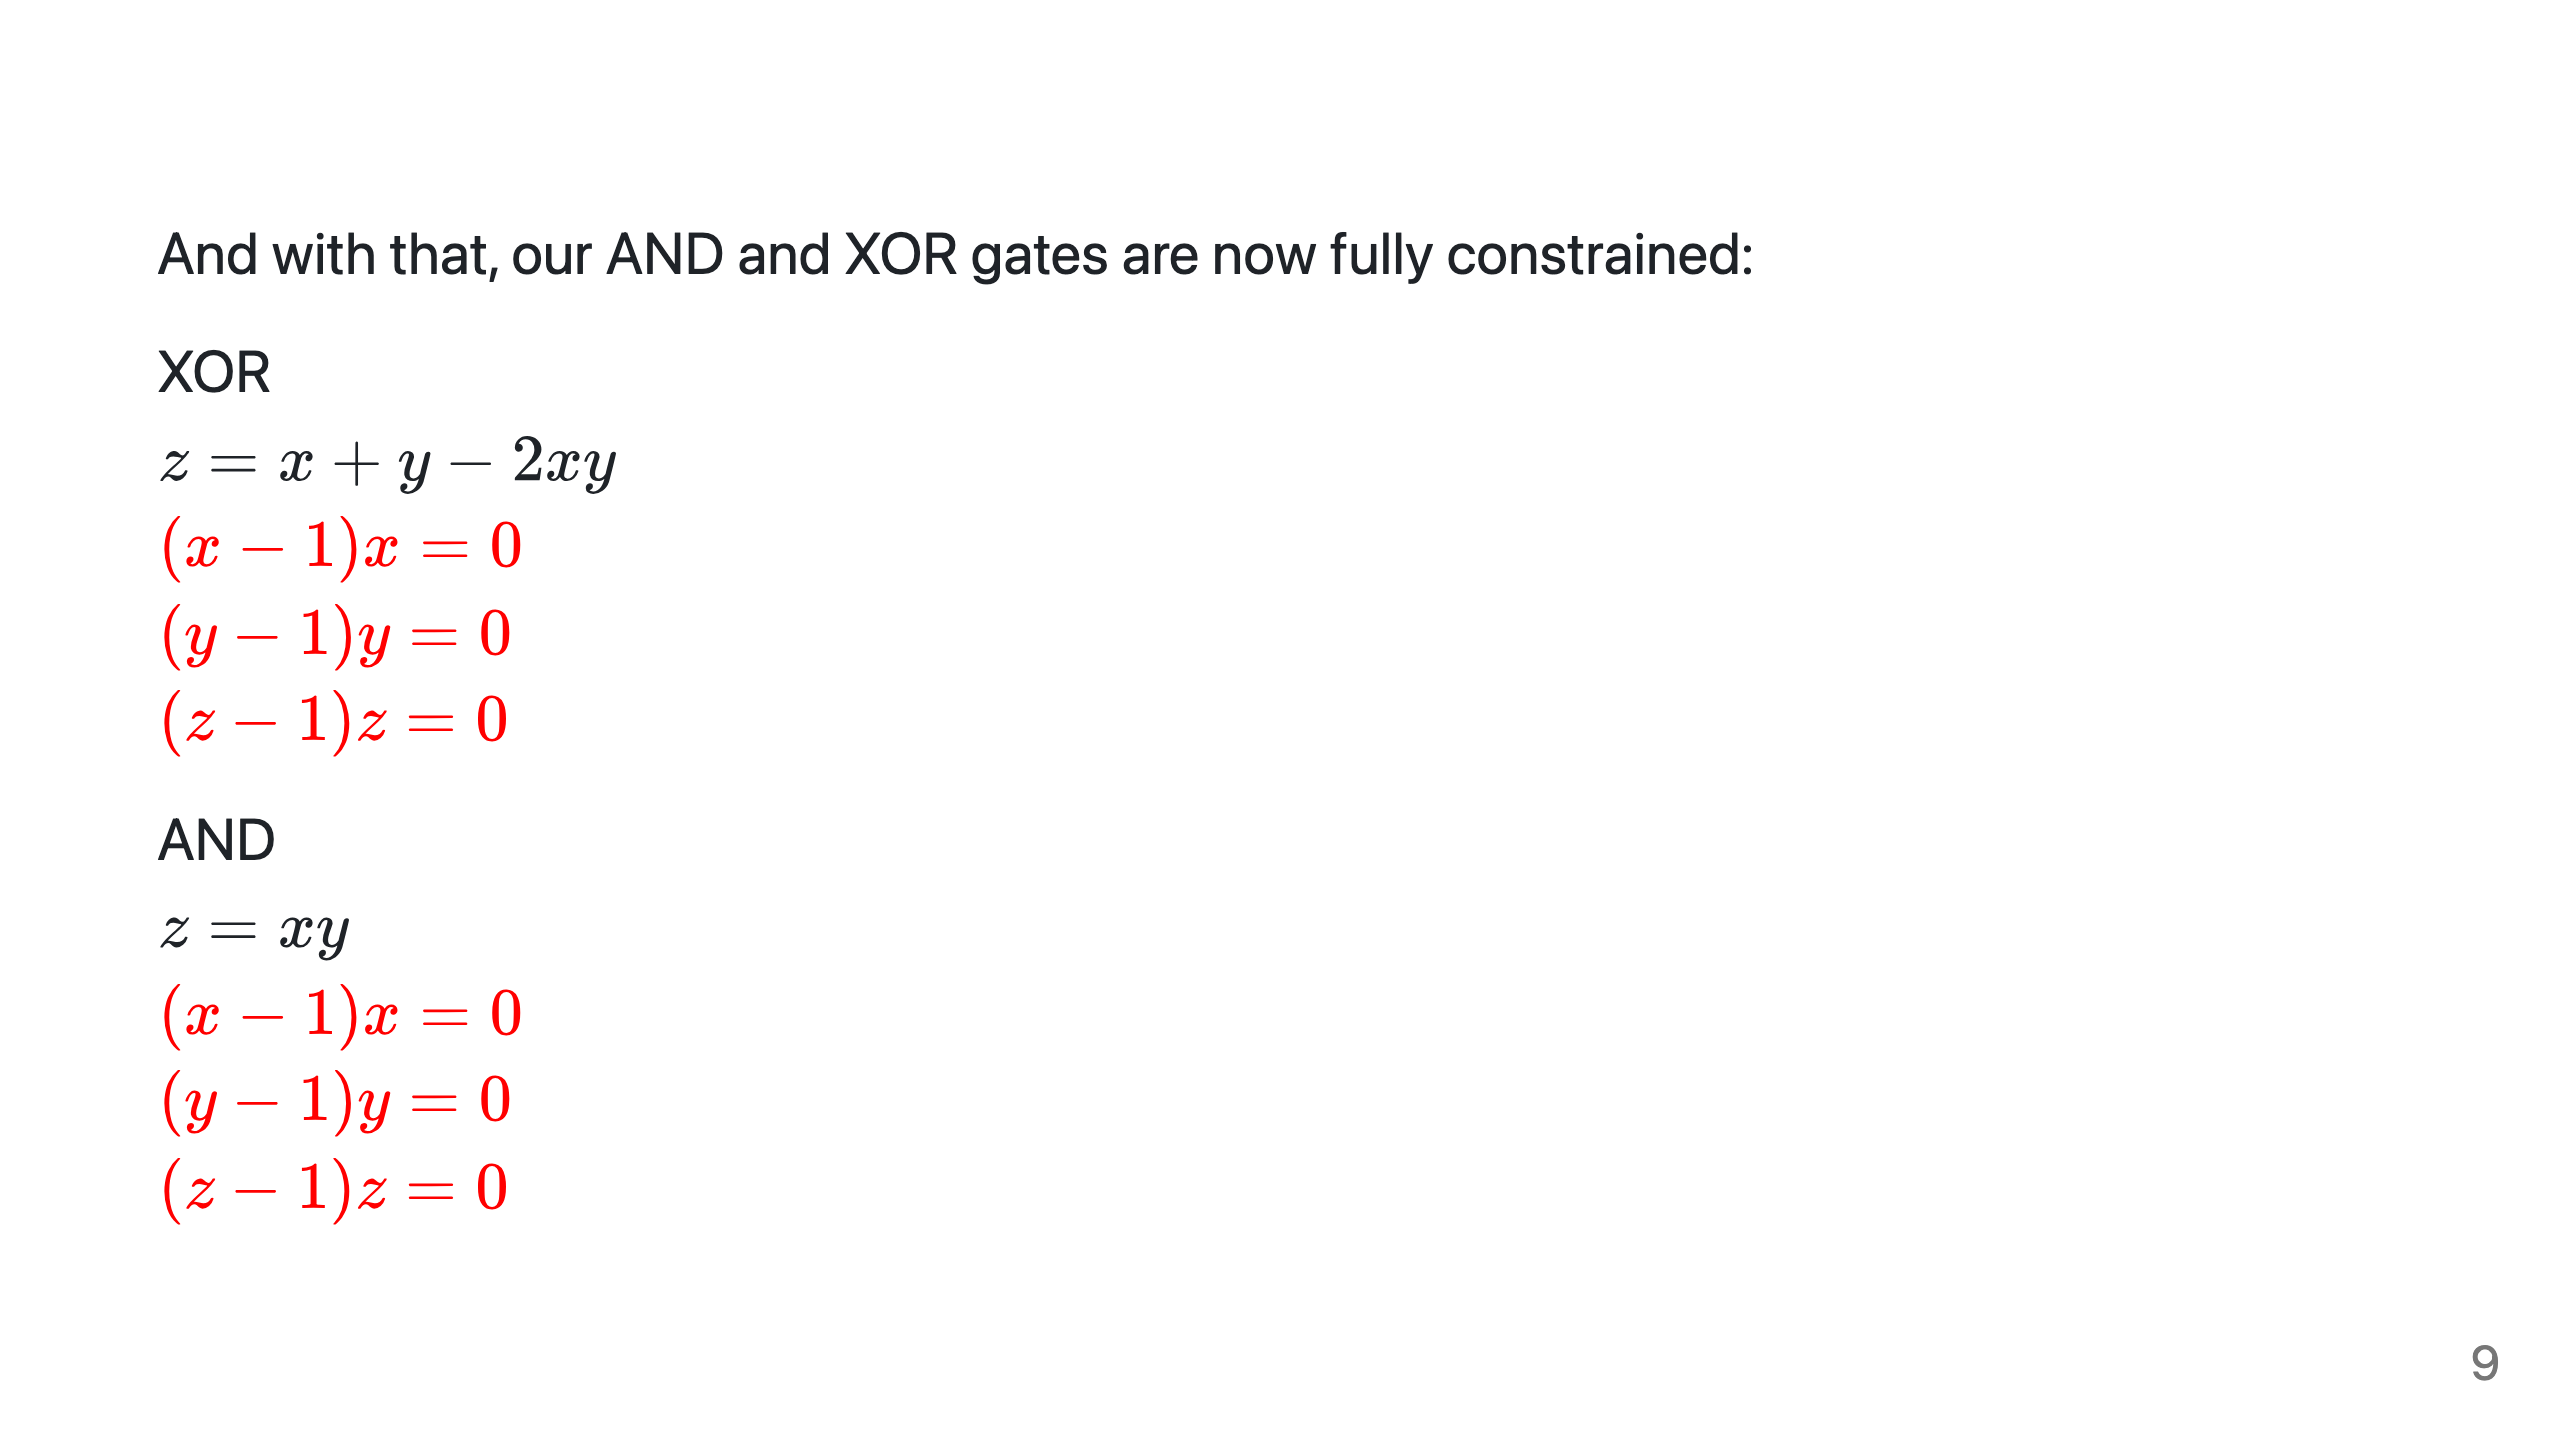 And with that, our AND and XOR gates are now fully constrained:
XOR
z = x + y − 2xy
(x − 1)x = 0
(y − 1)y = 0
(z − 1)z = 0
AND
z = xy
(x − 1)x = 0
(y − 1)y = 0
(z − 1)z = 0
9